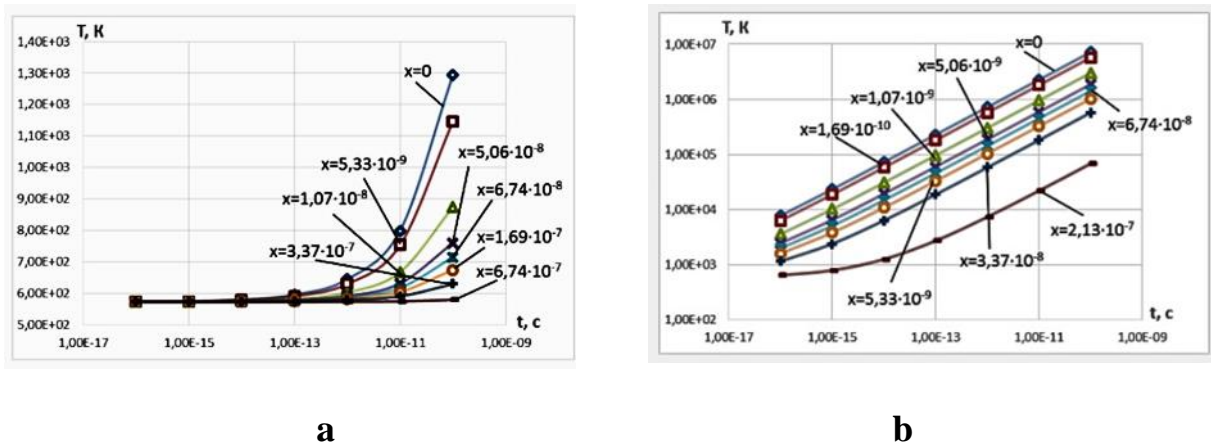 T, К
1,40E+03
1,30E+03
1,20E+03
1,10E+03
1,00E+03
9,00E+02
8,00E+02
7,00E+02
6,00E+02
5,00E+02
x=0
x=5,33·10⁻⁹
x=5,06·10⁻⁸
x=1,07·10⁻⁸
x=6,74·10⁻⁸
x=3,37·10⁻⁷
x=1,69·10⁻⁷
x=6,74·10⁻⁷
t, c
1,00E-17
1,00E-15
1,00E-13
1,00E-11
1,00E-09
a
T, К
1,00E+07
1,00E+06
1,00E+05
1,00E+04
1,00E+03
1,00E+02
x=0
x=5,06·10⁻⁹
x=1,07·10⁻⁹
x=1,69·10⁻¹⁰
x=6,74·10⁻⁸
x=2,13·10⁻⁷
x=3,37·10⁻⁸
x=5,33·10⁻⁹
t, c
1,00E-17
1,00E-15
1,00E-13
1,00E-11
1,00E-09
b